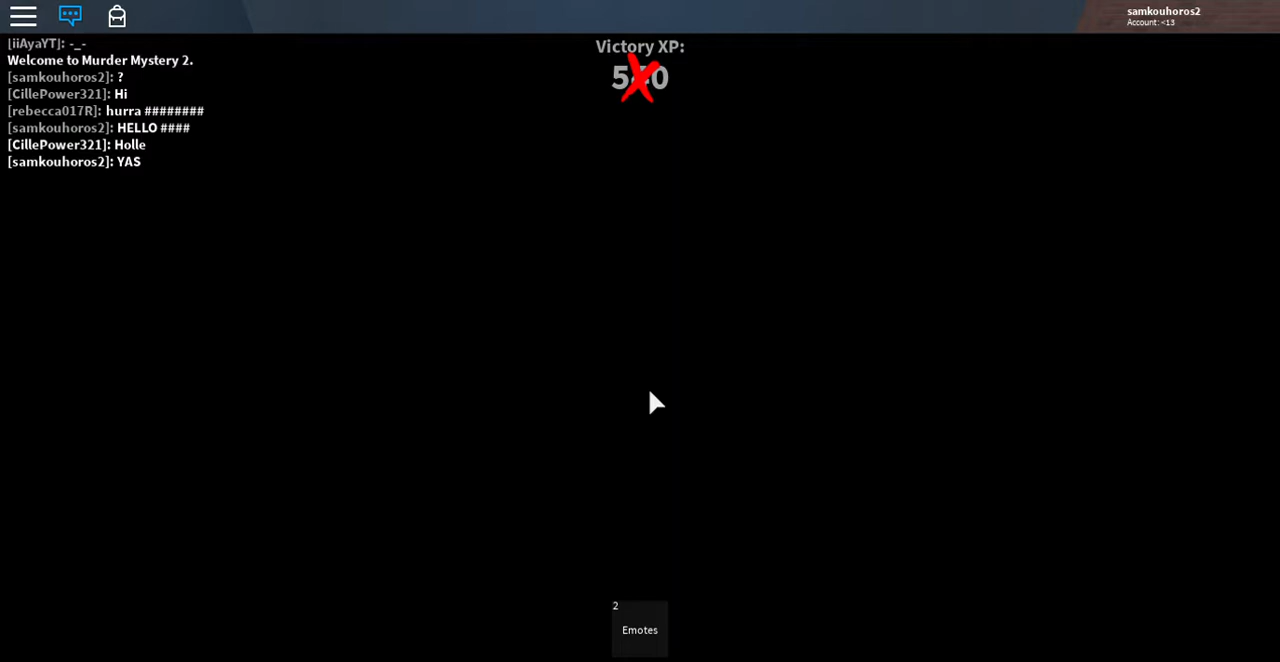 samkouhoros2
Account: <13
[iiAyaYT]: -_-
Welcome to Murder Mystery 2.
[samkouhoros2]: ?
[CillePower321]: Hi
[rebecca017R]: hurra ########
[samkouhoros2]: HELLO ####
[CillePower321]: Holle
[samkouhoros2]: YAS
Victory XP:
2
Emotes